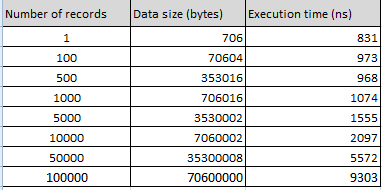 Number of records Data size (bytes) Execution time (ns)
1 706 831
100 70604 973
500 353016 968
1000 706016 1074
5000 3530002 1555
10000 7060002 2097
50000 35300008 5572
100000 70600000 9303